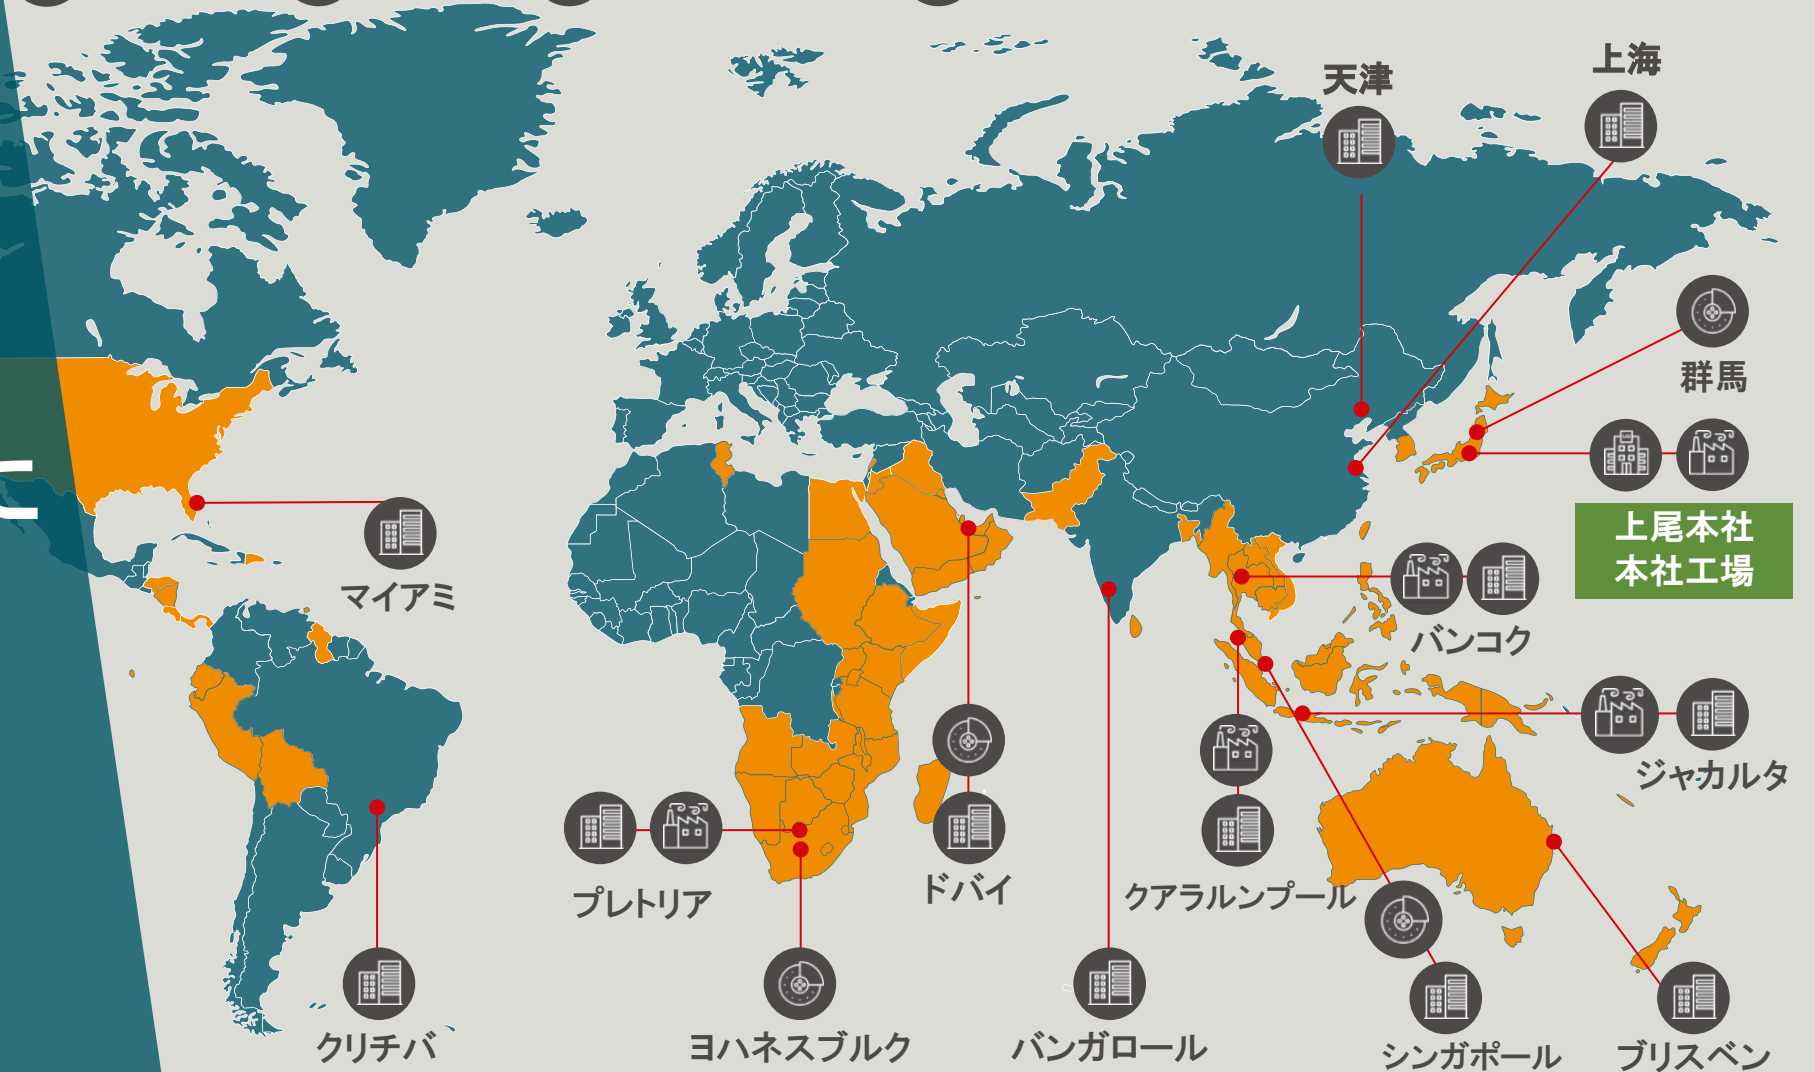 上海
天津
群馬
上尾本社
本社工場
マイアミ
バンコク
ジャカルタ
プレトリア
ドバイ
クアラルンプール
クリチバ
ヨハネスブルク
バンガロール
シンガポール
ブリスベン